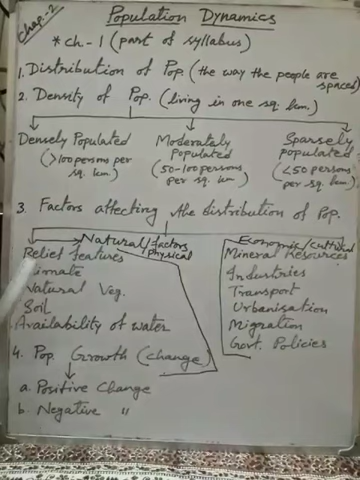 Chap.-2
Population Dynamics
* Ch-1 (part of syllabus)
1. Distribution of Pop. (the way the people are spaced)
2. Density of Pop. (living in one sq. km.)
Densely Populated
(>100 persons per sq. km)
Moderately Populated
(50-100 persons per sq. km
Sparsely populated
(<50 persons per sq. km)
3. Factors affecting the distribution of Pop.
Natural/physical factors
Relief features
Climate
Natural Veg.
Soil
Availability of water
Economic/cultural
Mineral Resources
Industries
Transport
Urbanisation
Migration
Govt. Policies
4. Pop. Growth (change)
a. Positive Change
b. Negative "